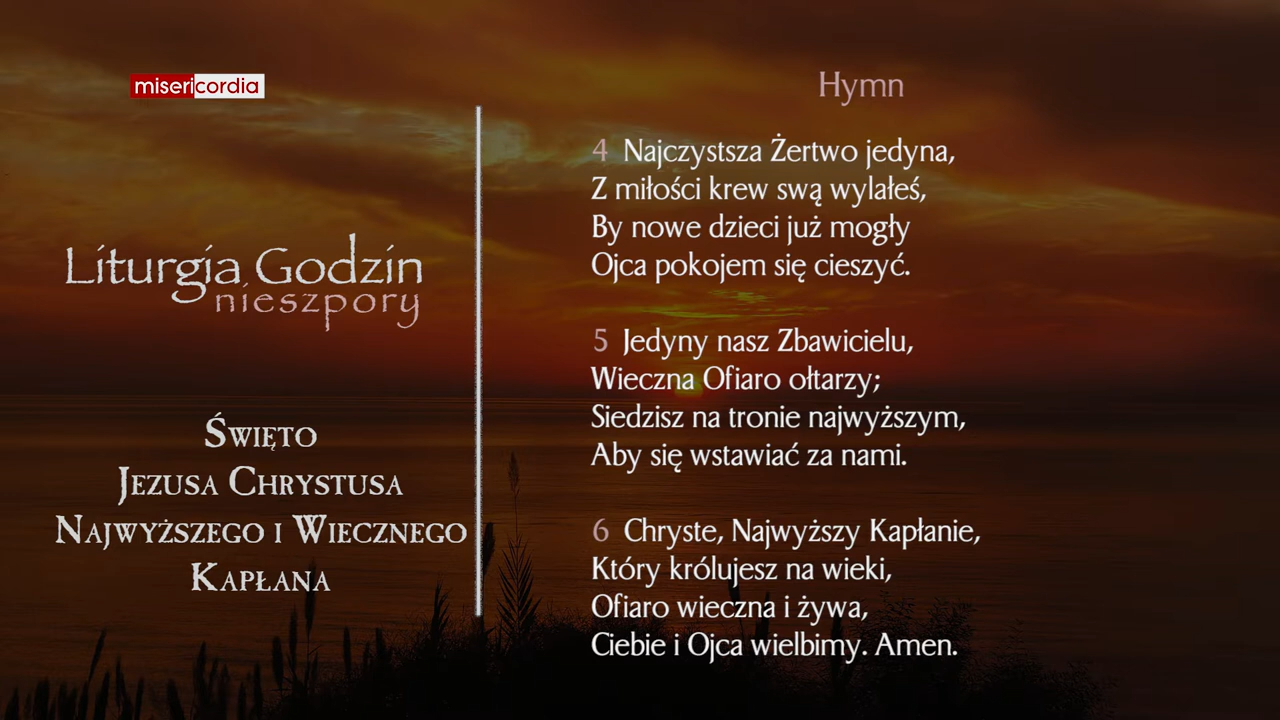 misericordia
Liturgia Godzin
nieszpory
Święto
Jezusa Chrystusa
Najwyższego i Wiecznego
Kapłana
Hymn
4 Najczystsza Żertwo jedyna,
Z miłości krew swą wylałeś,
By nowe dzieci już mogły
Ojca pokojem się cieszyć.
5 Jedyny nasz Zbawicielu,
Wieczna Ofiaro ołtarzy;
Siedzisz na tronie najwyższym,
Aby się wstawiać za nami.
6 Chryste, Najwyższy Kapłanie,
Który królujesz na wieki,
Ofiaro wieczna i żywa,
Ciebie i Ojca wielbimy. Amen.